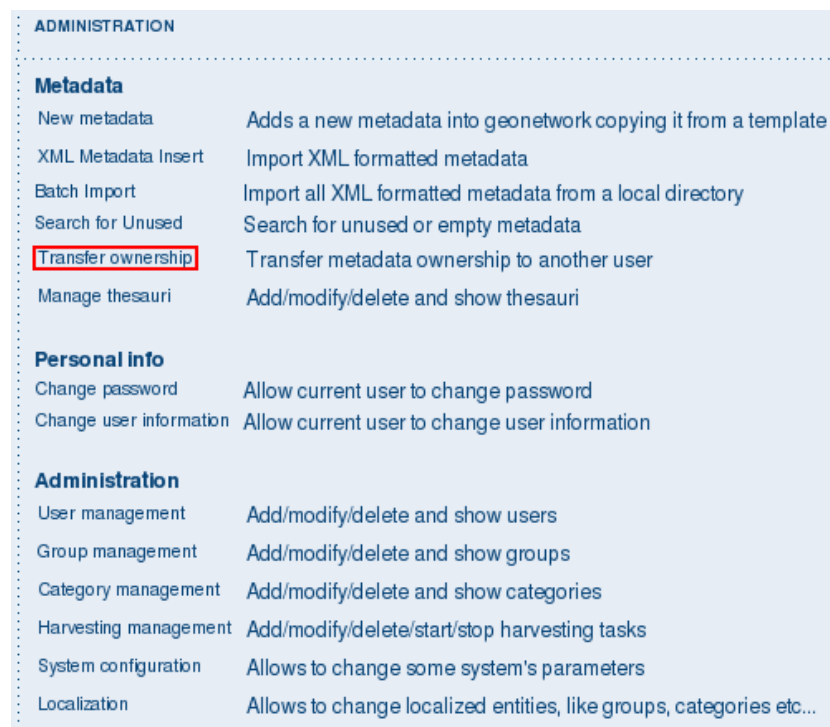 ADMINISTRATION
Metadata
New metadata Adds a new metadata into geonetwork copying it from a template
XML Metadata Insert Import XML formatted metadata
Batch Import Import all XML formatted metadata from a local directory
Search for Unused Search for unused or empty metadata
Transfer ownership Transfer metadata ownership to another user
Manage thesauri Add/modify/delete and show thesauri
Personal info
Change password Allow current user to change password
Change user information Allow current user to change user information
Administration
User management Add/modify/delete and show users
Group management Add/modify/delete and show groups
Category management Add/modify/delete and show categories
Harvesting management Add/modify/delete/start/stop harvesting tasks
System configuration Allows to change some system's parameters
Localization Allows to change localized entities, like groups, categories etc...